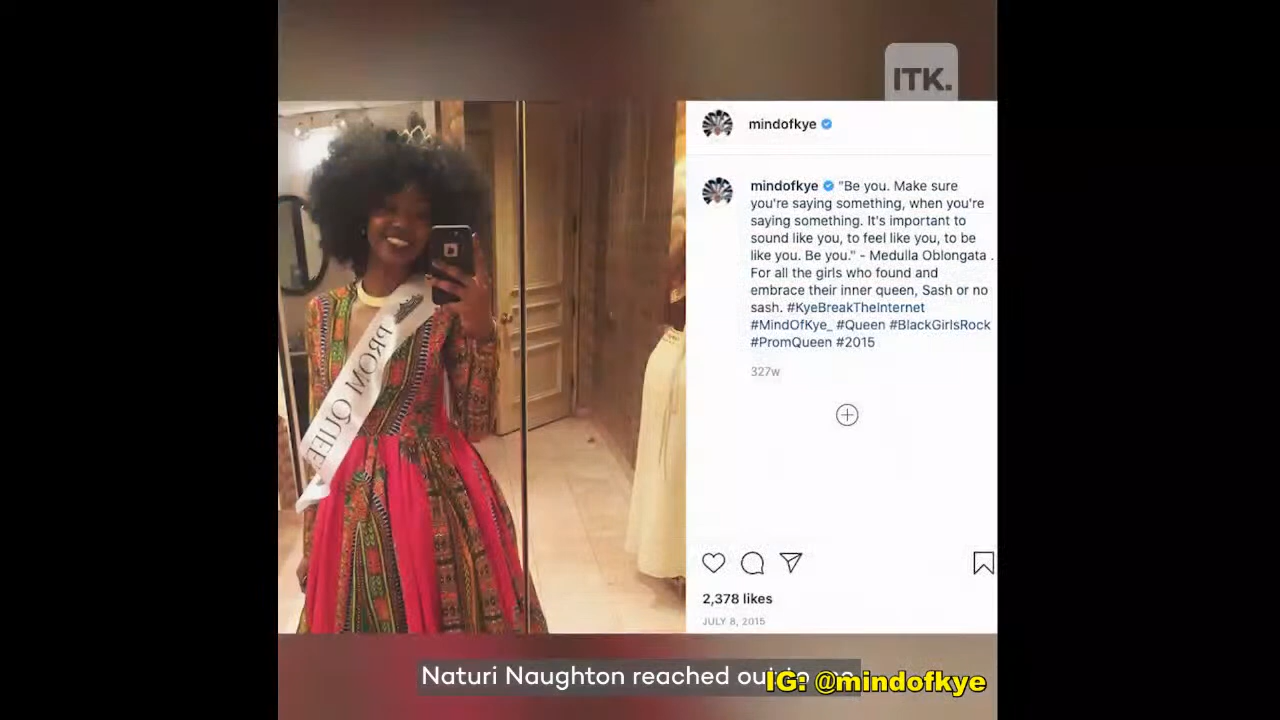 ITK.
mindofkye
mindofkye "Be you. Make sure
you're saying something, when you're
saying something. It's important to
sound like you, to feel like you, to be
like you. Be you." - Medulla Oblongata .
For all the girls who found and
embrace their inner queen, Sash or no
sash. #KyeBreakTheInternet
#MindOfKye_ #Queen #BlackGirlsRock
#PromQueen #2015
327w
PROM QUEE
2,378 likes
JULY 8, 2015
Naturi Naughton reached out to
IG: @mindofkye